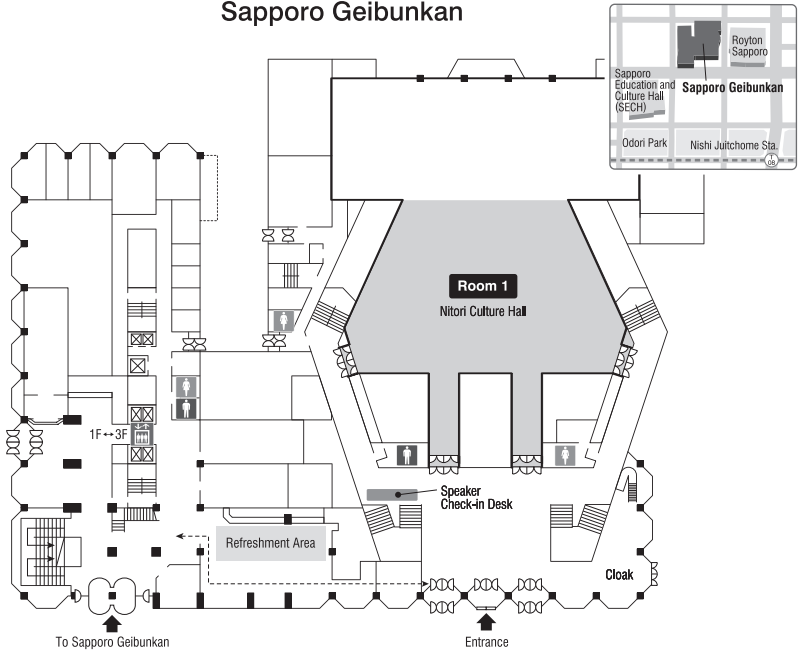 Sapporo Geibunkan
Royton
Sapporo
Sapporo
Education and
Culture Hall
(SECH)
Sapporo Geibunkan
Odori Park
Nishi Juitchome Sta.
T
08
Room 1
Nitori Culture Hall
1F↔3F
Speaker
Check-in Desk
Refreshment Area
Cloak
To Sapporo Geibunkan
Entrance